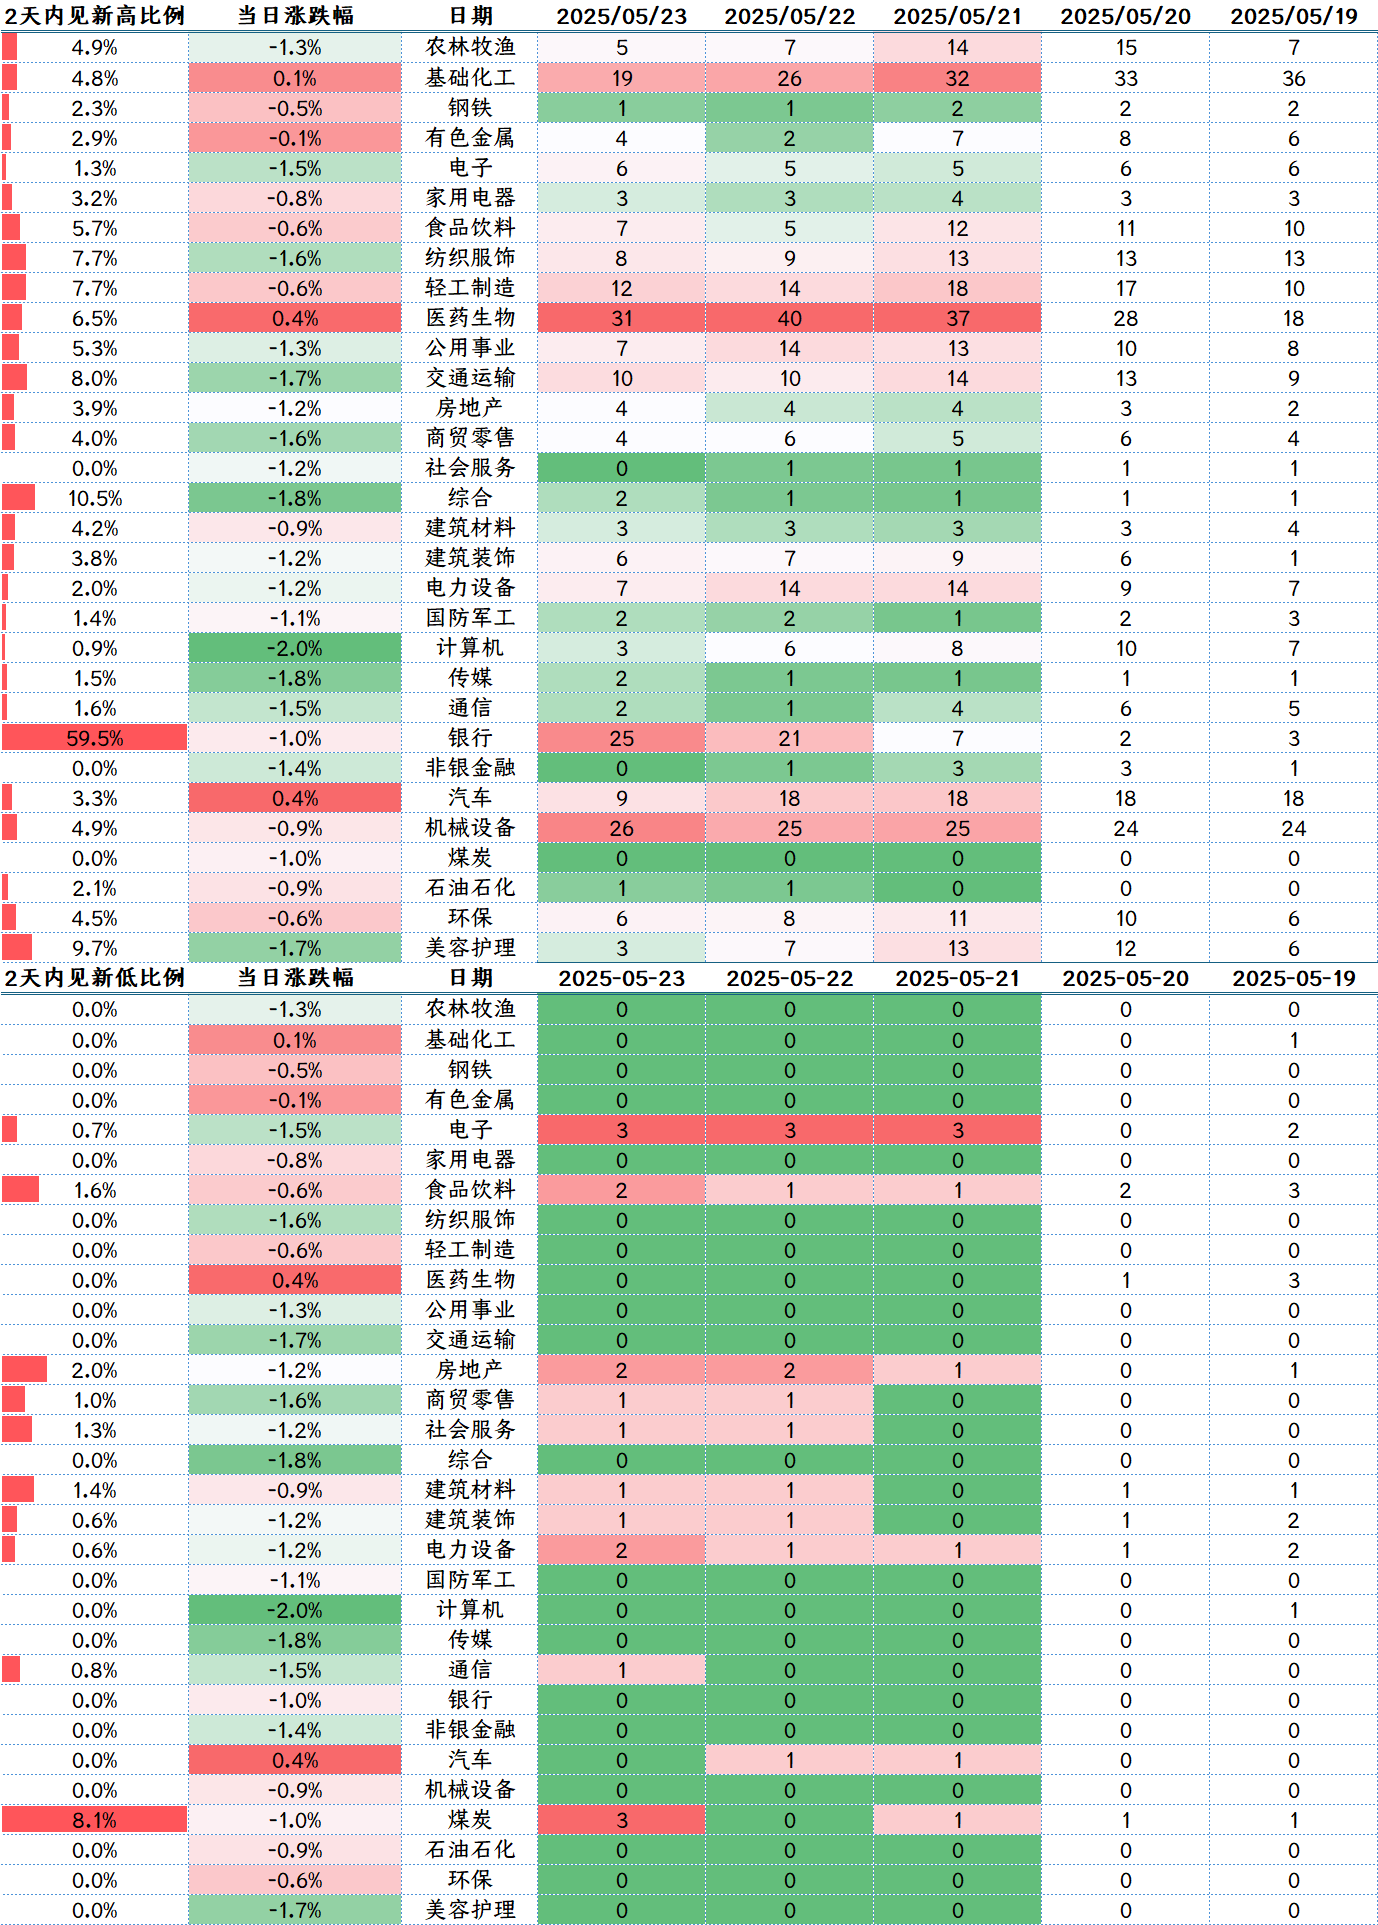 2天内见新高比例 当日涨跌幅 日期 2025/05/23 2025/05/22 2025/05/21 2025/05/20 2025/05/19
4.9% -1.3% 农林牧渔 5 7 14 15 7
4.8% 0.1% 基础化工 19 26 32 33 36
2.3% -0.5% 钢铁 1 1 2 2 2
2.9% -0.1% 有色金属 4 2 7 8 6
1.3% -1.5% 电子 6 5 5 6 6
3.2% -0.8% 家用电器 3 3 4 3 3
5.7% -0.6% 食品饮料 7 5 12 11 10
7.7% -1.6% 纺织服饰 8 9 13 13 13
7.7% -0.6% 轻工制造 12 14 18 17 10
6.5% 0.4% 医药生物 31 40 37 28 18
5.3% -1.3% 公用事业 7 14 13 10 8
8.0% -1.7% 交通运输 10 10 14 13 9
3.9% -1.2% 房地产 4 4 4 3 2
4.0% -1.6% 商贸零售 4 6 5 6 4
0.0% -1.2% 社会服务 0 1 1 1 1
10.5% -1.8% 综合 2 1 1 1 1
4.2% -0.9% 建筑材料 3 3 3 3 4
3.8% -1.2% 建筑装饰 6 7 9 6 1
2.0% -1.2% 电力设备 7 14 14 9 7
1.4% -1.1% 国防军工 2 2 1 2 3
0.9% -2.0% 计算机 3 6 8 10 7
1.5% -1.8% 传媒 2 1 1 1 1
1.6% -1.5% 通信 2 1 4 6 5
59.5% -1.0% 银行 25 21 7 2 3
0.0% -1.4% 非银金融 0 1 3 3 1
3.3% 0.4% 汽车 9 18 18 18 18
4.9% -0.9% 机械设备 26 25 25 24 24
0.0% -1.0% 煤炭 0 0 0 0 0
2.1% -0.9% 石油石化 1 1 0 0 0
4.5% -0.6% 环保 6 8 11 10 6
9.7% -1.7% 美容护理 3 7 13 12 6
2天内见新低比例 当日涨跌幅 日期 2025-05-23 2025-05-22 2025-05-21 2025-05-20 2025-05-19
0.0% -1.3% 农林牧渔 0 0 0 0 0
0.0% 0.1% 基础化工 0 0 0 0 1
0.0% -0.5% 钢铁 0 0 0 0 0
0.0% -0.1% 有色金属 0 0 0 0 0
0.7% -1.5% 电子 3 3 3 0 2
0.0% -0.8% 家用电器 0 0 0 0 0
1.6% -0.6% 食品饮料 2 1 1 2 3
0.0% -1.6% 纺织服饰 0 0 0 0 0
0.0% -0.6% 轻工制造 0 0 0 0 0
0.0% 0.4% 医药生物 0 0 0 1 3
0.0% -1.3% 公用事业 0 0 0 0 0
0.0% -1.7% 交通运输 0 0 0 0 0
2.0% -1.2% 房地产 2 2 1 0 1
1.0% -1.6% 商贸零售 1 1 0 0 0
1.3% -1.2% 社会服务 1 1 0 0 0
0.0% -1.8% 综合 0 0 0 0 0
1.4% -0.9% 建筑材料 1 1 0 1 1
0.6% -1.2% 建筑装饰 1 1 0 1 2
0.6% -1.2% 电力设备 2 1 1 1 2
0.0% -1.1% 国防军工 0 0 0 0 0
0.0% -2.0% 计算机 0 0 0 0 1
0.0% -1.8% 传媒 0 0 0 0 0
0.8% -1.5% 通信 1 0 0 0 0
0.0% -1.0% 银行 0 0 0 0 0
0.0% -1.4% 非银金融 0 0 0 0 0
0.0% 0.4% 汽车 0 1 1 0 0
0.0% -0.9% 机械设备 0 0 0 0 0
8.1% -1.0% 煤炭 3 0 1 1 1
0.0% -0.9% 石油石化 0 0 0 0 0
0.0% -0.6% 环保 0 0 0 0 0
0.0% -1.7% 美容护理 0 0 0 0 0